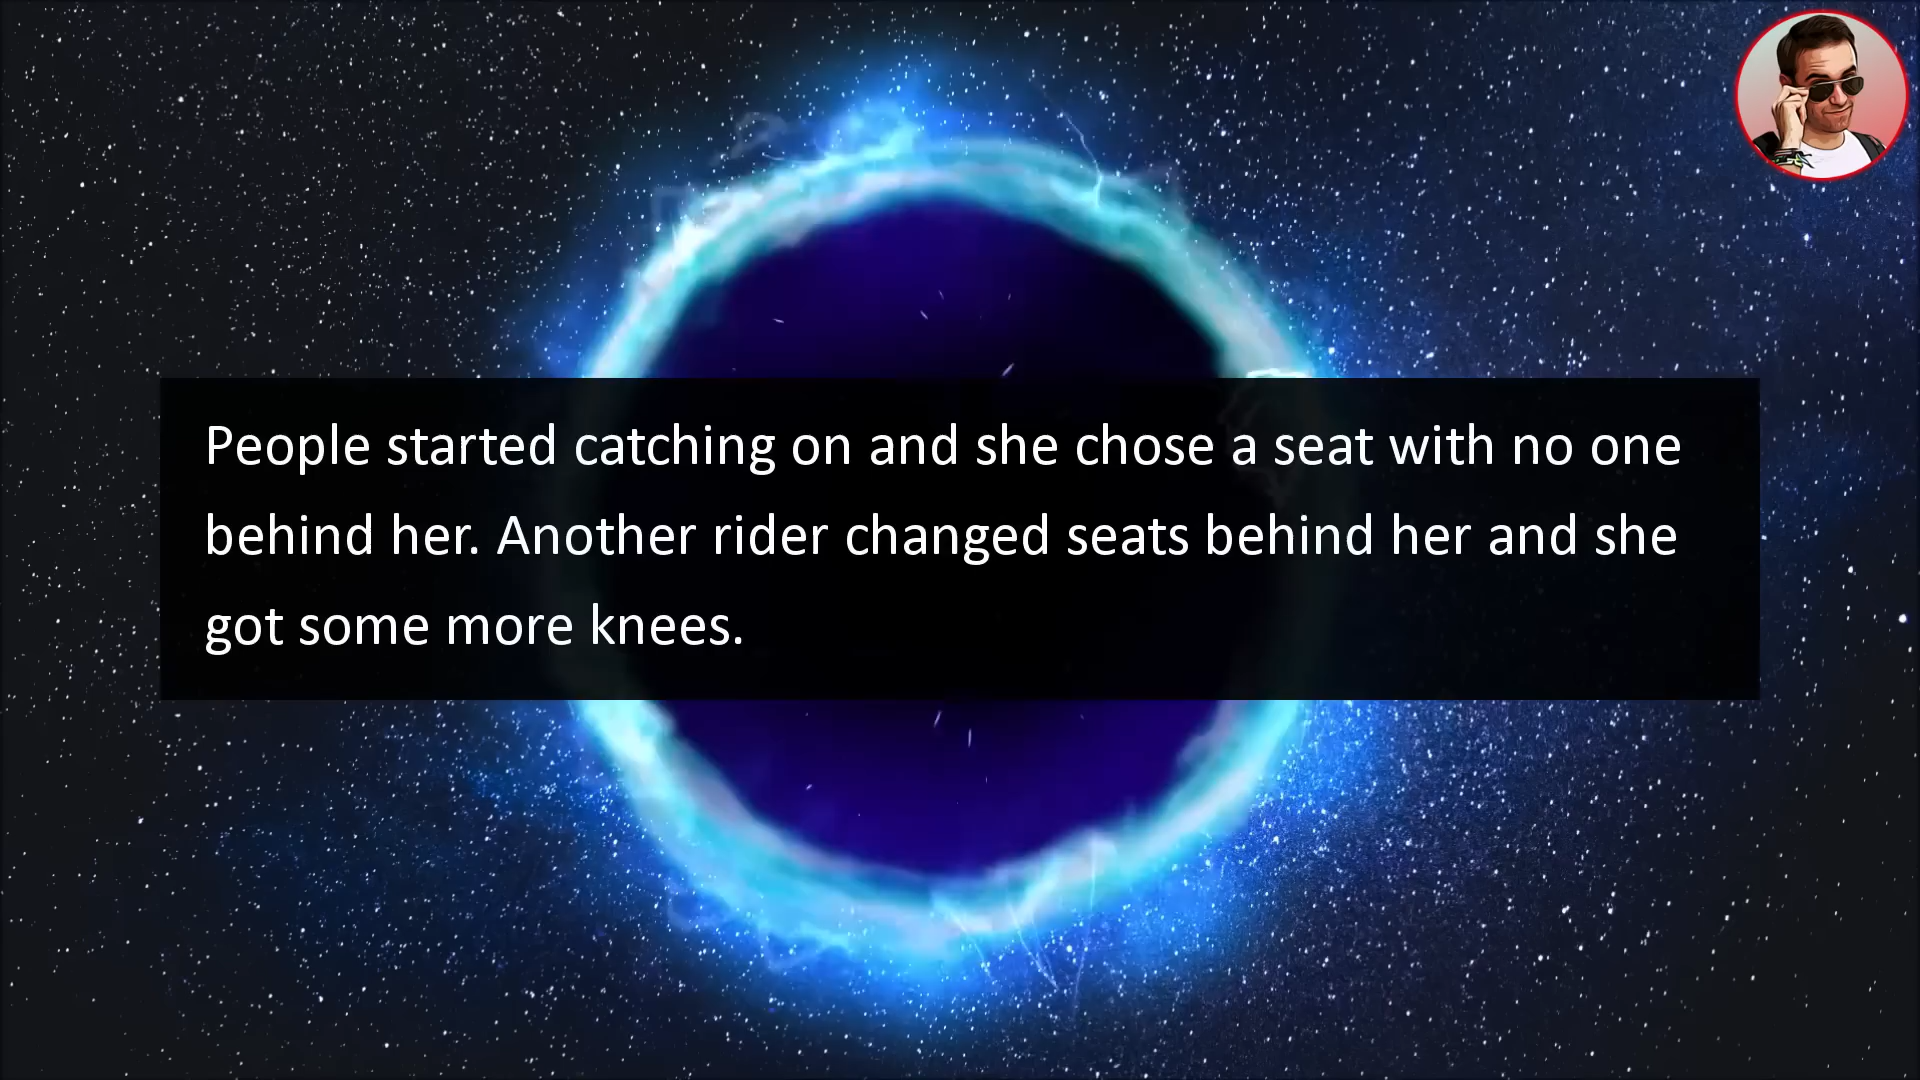 People started catching on and she chose a seat with no one
behind her. Another rider changed seats behind her and she
got some more knees.